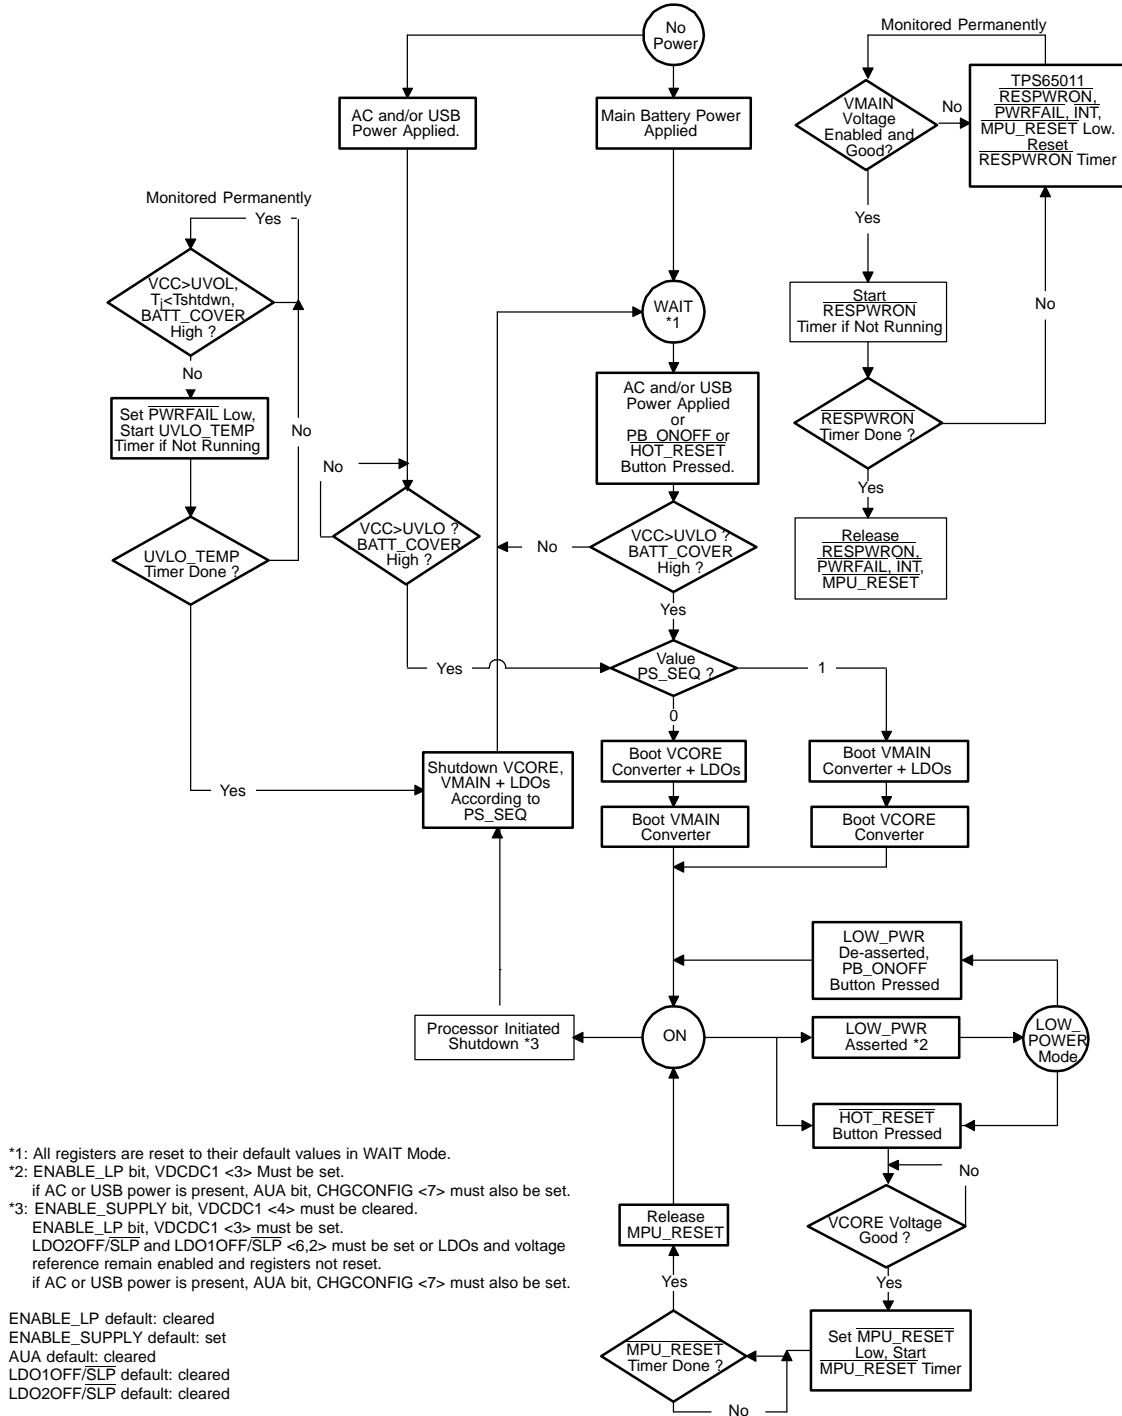 No
Power
AC and/or USB
Power Applied.
Main Battery Power
Applied
Monitored Permanently
VMAIN
Voltage
Enabled and
Good?
No
TPS65011
RESPWRON,
PWRFAIL, INT,
MPU_RESET Low.
Reset
RESPWRON Timer
Yes
Start
RESPWRON
Timer if Not Running
No
RESPWRON
Timer Done ?
Yes
Release
RESPWRON,
PWRFAIL, INT,
MPU_RESET
Monitored Permanently
Yes
VCC>UVOL,
Tj<Tshtdwn,
BATT_COVER
High ?
No
Set PWRFAIL Low,
Start UVLO_TEMP
Timer if Not Running
No
UVLO_TEMP
Timer Done ?
Yes
No
VCC>UVLO ?
BATT_COVER
High ?
Yes
WAIT
*1
AC and/or USB
Power Applied
or
PB_ONOFF or
HOT_RESET
Button Pressed.
No
VCC>UVLO ?
BATT_COVER
High ?
Yes
Value
PS_SEQ ?
1
0
Boot VCORE
Converter + LDOs
Boot VMAIN
Converter + LDOs
Boot VMAIN
Converter
Boot VCORE
Converter
Shutdown VCORE,
VMAIN + LDOs
According to
PS_SEQ
LOW_PWR
De-asserted,
PB_ONOFF
Button Pressed
Processor Initiated
Shutdown *3
ON
LOW_PWR
Asserted *2
LOW_
POWER
Mode
HOT_RESET
Button Pressed
No
VCORE Voltage
Good ?
Yes
Set MPU_RESET
Low, Start
MPU_RESET Timer
MPU_RESET
Timer Done ?
No
Yes
Release
MPU_RESET
*1: All registers are reset to their default values in WAIT Mode.
*2: ENABLE_LP bit, VDCDC1 <3> Must be set.
if AC or USB power is present, AUA bit, CHGCONFIG <7> must also be set.
*3: ENABLE_SUPPLY bit, VDCDC1 <4> must be cleared.
ENABLE_LP bit, VDCDC1 <3> must be set.
LDO2OFF/SLP and LDO1OFF/SLP <6,2> must be set or LDOs and voltage
reference remain enabled and registers not reset.
if AC or USB power is present, AUA bit, CHGCONFIG <7> must also be set.
ENABLE_LP default: cleared
ENABLE_SUPPLY default: set
AUA default: cleared
LDO1OFF/SLP default: cleared
LDO2OFF/SLP default: cleared